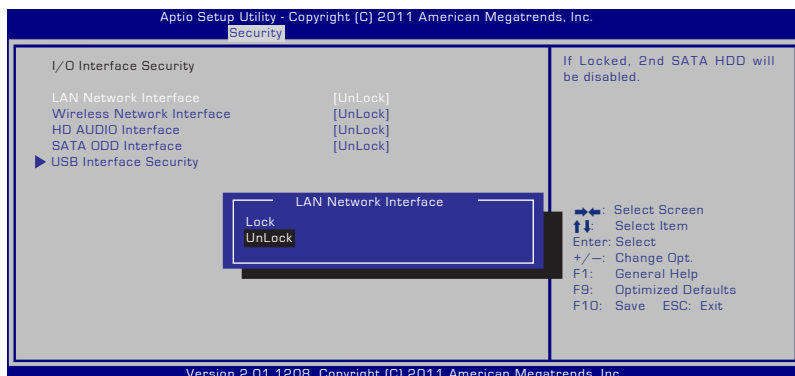 Aptio Setup Utility - Copyright (C) 2011 American Megatrends, Inc.
Security
I/O Interface Security
LAN Network Interface [UnLock]
Wireless Network Interface [UnLock]
HD AUDIO Interface [UnLock]
SATA ODD Interface [UnLock]
USB Interface Security
If Locked, 2nd SATA HDD will
be disabled.
LAN Network Interface
Lock
UnLock
: Select Screen
: Select Item
Enter: Select
+/—: Change Opt.
F1: General Help
F9: Optimized Defaults
F10: Save ESC: Exit
Version 2.01.1208. Copyright (C) 2011 American Megatrends, Inc.